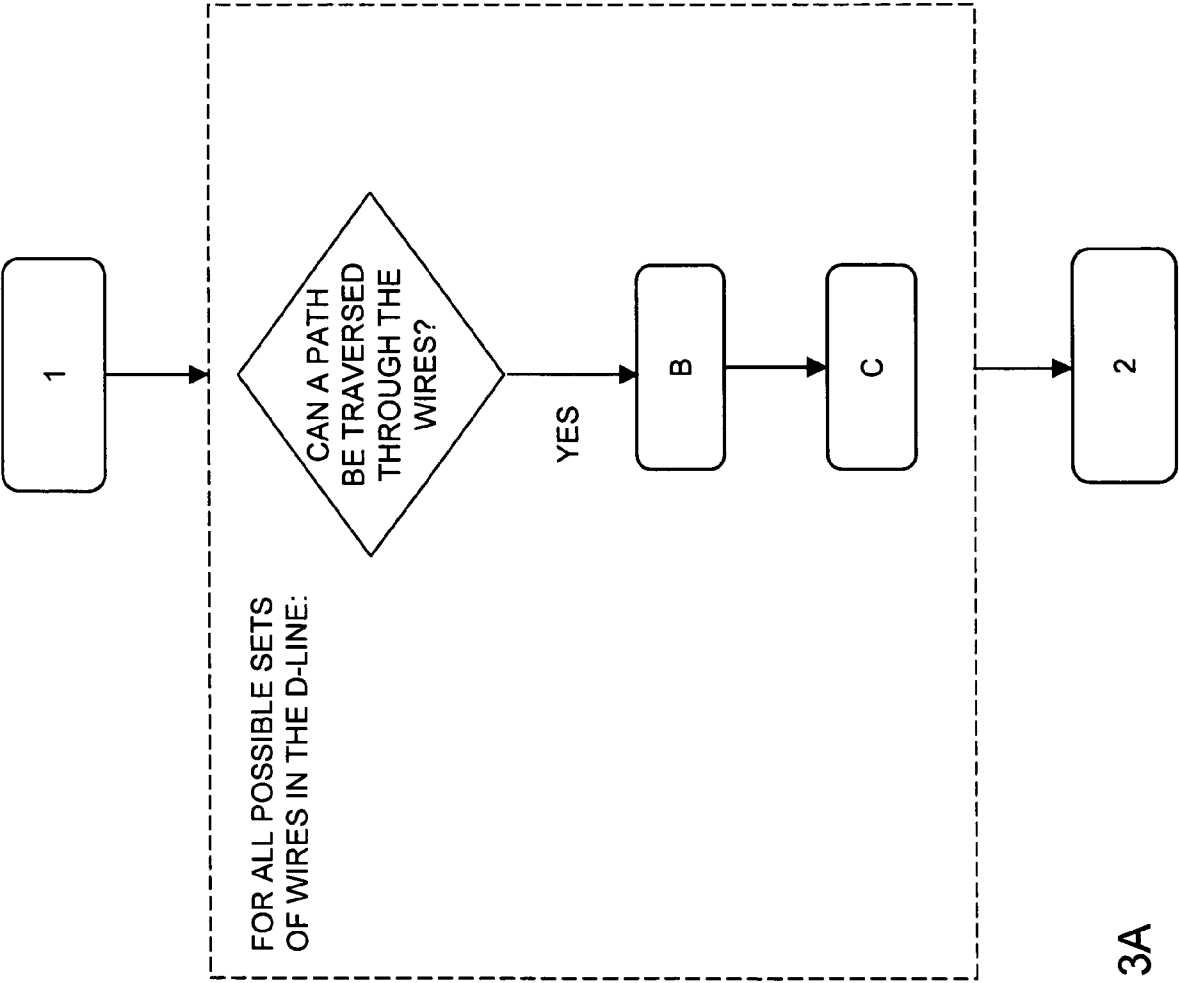 1
FOR ALL POSSIBLE SETS
OF WIRES IN THE D-LINE:
CAN A PATH
BE TRAVERSED
THROUGH THE
WIRES?
YES
B
C
2
3A